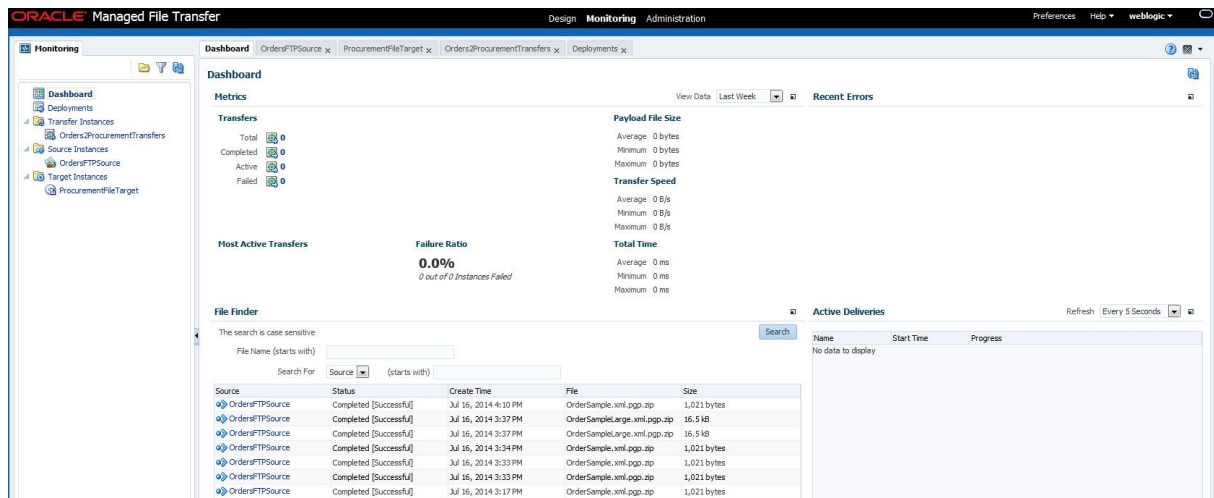 ORACLE Managed File Transfer
Design Monitoring Administration
Preferences Help weblogic
Monitoring
Dashboard
Deployments
Transfer Instances
Orders2ProcurementTransfers
Source Instances
OrdersFTPSource
Target Instances
ProcurementFileTarget
Dashboard OrdersFTPSource x ProcurementFileTarget x Orders2ProcurementTransfers x Deployments x
Dashboard
Metrics
View Data Last Week
Transfers
Total 0
Completed 0
Active 0
Failed 0
Payload File Size
Average 0 bytes
Minimum 0 bytes
Maximum 0 bytes
Transfer Speed
Average 0 B/s
Minimum 0 B/s
Maximum 0 B/s
Most Active Transfers
Failure Ratio
0.0%
0 out of 0 Instances Failed
Total Time
Average 0 ms
Minimum 0 ms
Maximum 0 ms
Recent Errors
File Finder
The search is case sensitive
Search
File Name (starts with)
Search For Source (starts with)
Source Status Create Time File Size
OrdersFTPSource Completed [Successful] Jul 16, 2014 4:10 PM OrderSample.xml.pgp.zip 1,021 bytes
OrdersFTPSource Completed [Successful] Jul 16, 2014 3:37 PM OrderSampleLarge.xml.pgp.zip 16.5 kB
OrdersFTPSource Completed [Successful] Jul 16, 2014 3:37 PM OrderSampleLarge.xml.pgp.zip 16.5 kB
OrdersFTPSource Completed [Successful] Jul 16, 2014 3:34 PM OrderSample.xml.pgp.zip 1,021 bytes
OrdersFTPSource Completed [Successful] Jul 16, 2014 3:33 PM OrderSample.xml.pgp.zip 1,021 bytes
OrdersFTPSource Completed [Successful] Jul 16, 2014 3:33 PM OrderSample.xml.pgp.zip 1,021 bytes
OrdersFTPSource Completed [Successful] Jul 16, 2014 3:17 PM OrderSample.xml.pgp.zip 1,021 bytes
Active Deliveries
Refresh Every 5 Seconds
Name Start Time Progress
No data to display